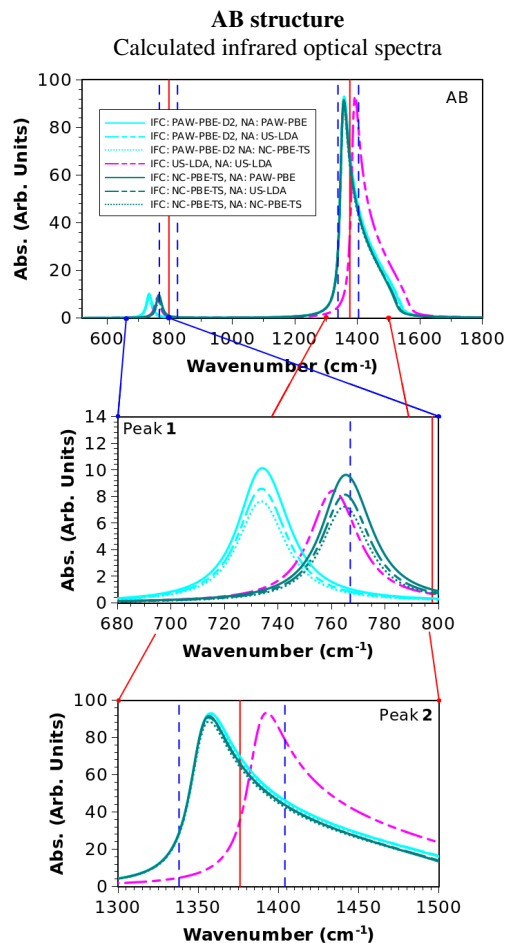 AB structure
Calculated infrared optical spectra
100
80
60
40
20
0
Abs. (Arb. Units)
AB
IFC: PAW-PBE-D2, NA: PAW-PBE
IFC: PAW-PBE-D2, NA: US-LDA
IFC: PAW-PBE-D2 NA: NC-PBE-TS
IFC: US-LDA, NA: US-LDA
IFC: NC-PBE-TS, NA: PAW-PBE
IFC: NC-PBE-TS, NA: US-LDA
IFC: NC-PBE-TS, NA: NC-PBE-TS
600 800 1000 1200 1400 1600 1800
Wavenumber (cm-1)
14
12
10
8
6
4
2
0
Abs. (Arb. Units)
Peak 1
680 700 720 740 760 780 800
Wavenumber (cm-1)
100
80
60
40
20
0
Abs. (Arb. Units)
Peak 2
1300 1350 1400 1450 1500
Wavenumber (cm-1)